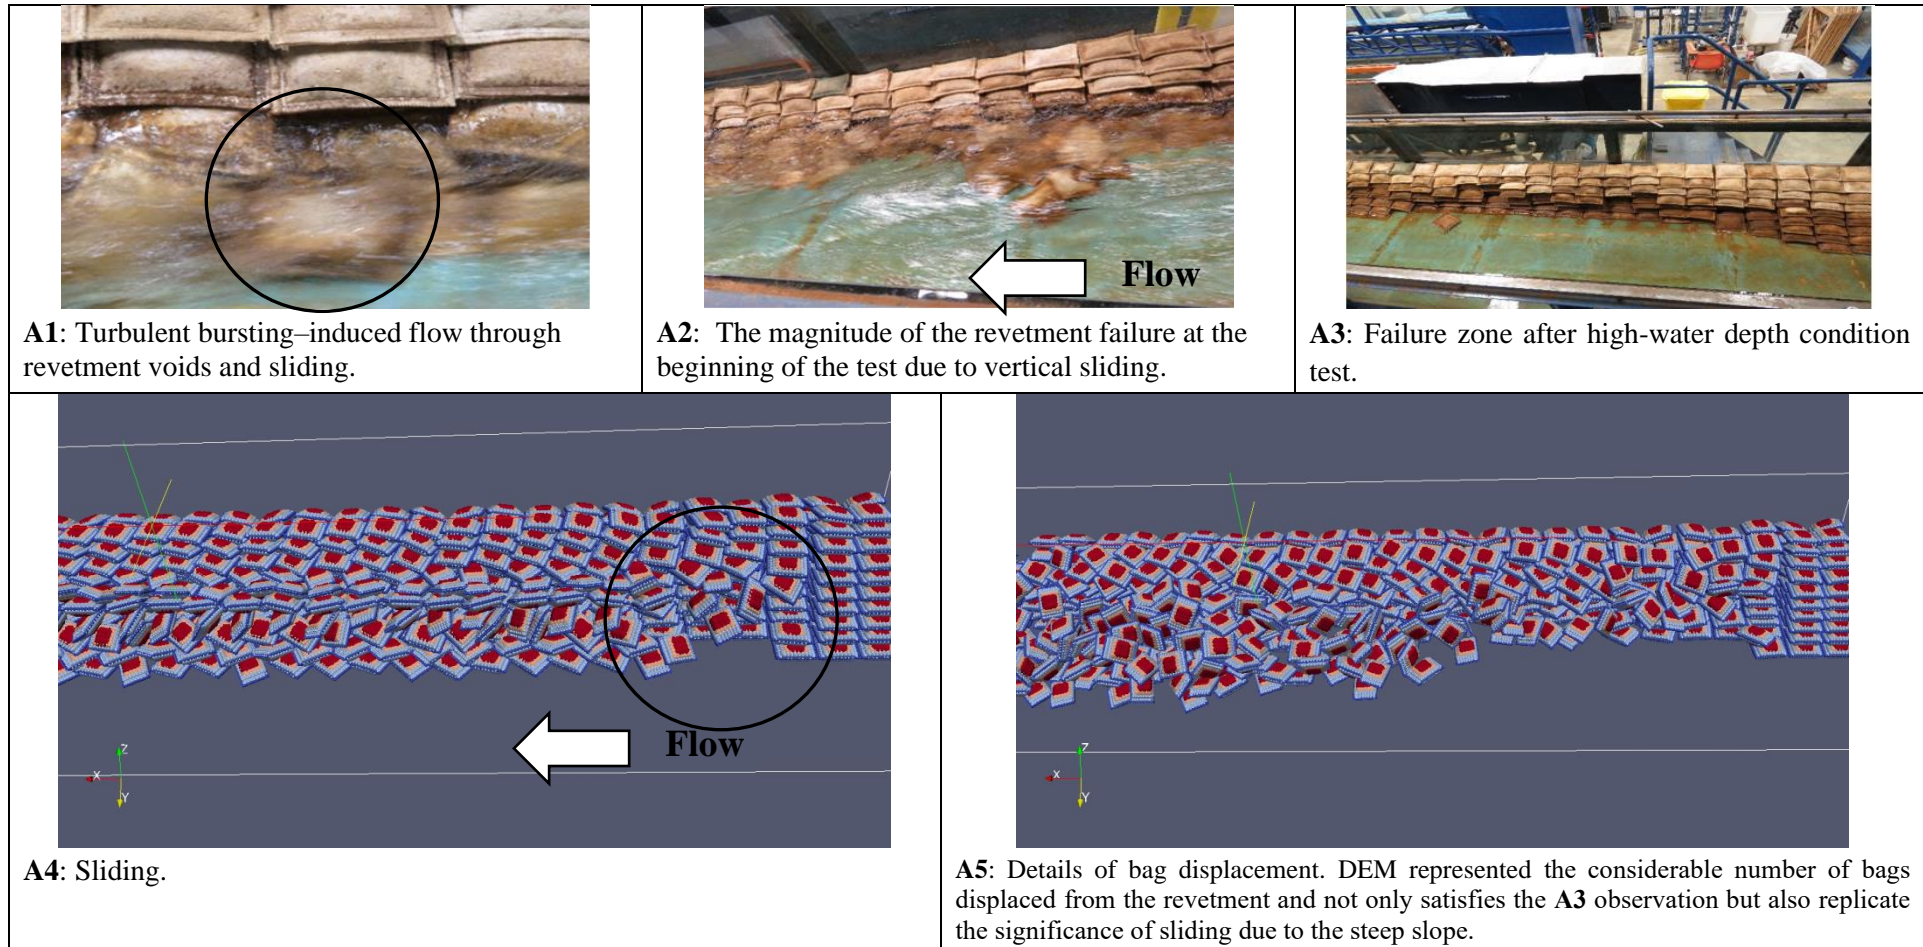 A1: Turbulent bursting–induced flow through
revetment voids and sliding.
Flow
A2: The magnitude of the revetment failure at the
beginning of the test due to vertical sliding.
A3: Failure zone after high-water depth condition
test.
Flow
Z
X
Y
A4: Sliding.
Z
X
Y
A5: Details of bag displacement. DEM represented the considerable number of bags
displaced from the revetment and not only satisfies the A3 observation but also replicate
the significance of sliding due to the steep slope.